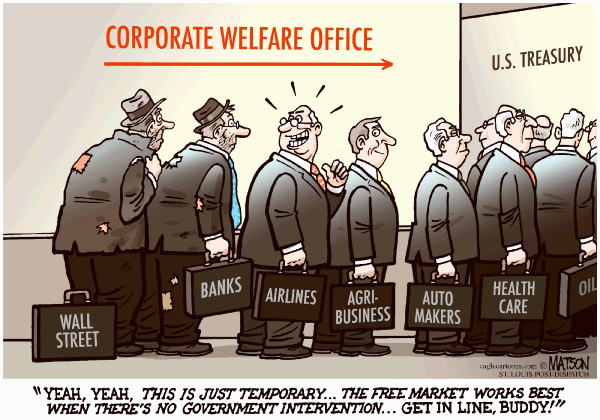 CORPORATE WELFARE OFFICE
U.S. TREASURY
WALL STREET
BANKS
AIRLINES
AGRI-
BUSINESS
AUTO
MAKERS
HEALTH
CARE
OIL
caglecartoons.com © MATSON
ST. LOUIS POST-DISPATCH
"YEAH, YEAH, THIS IS JUST TEMPORARY... THE FREE MARKET WORKS BEST
WHEN THERE'S NO GOVERNMENT INTERVENTION... GET IN LINE, BUDDY!"